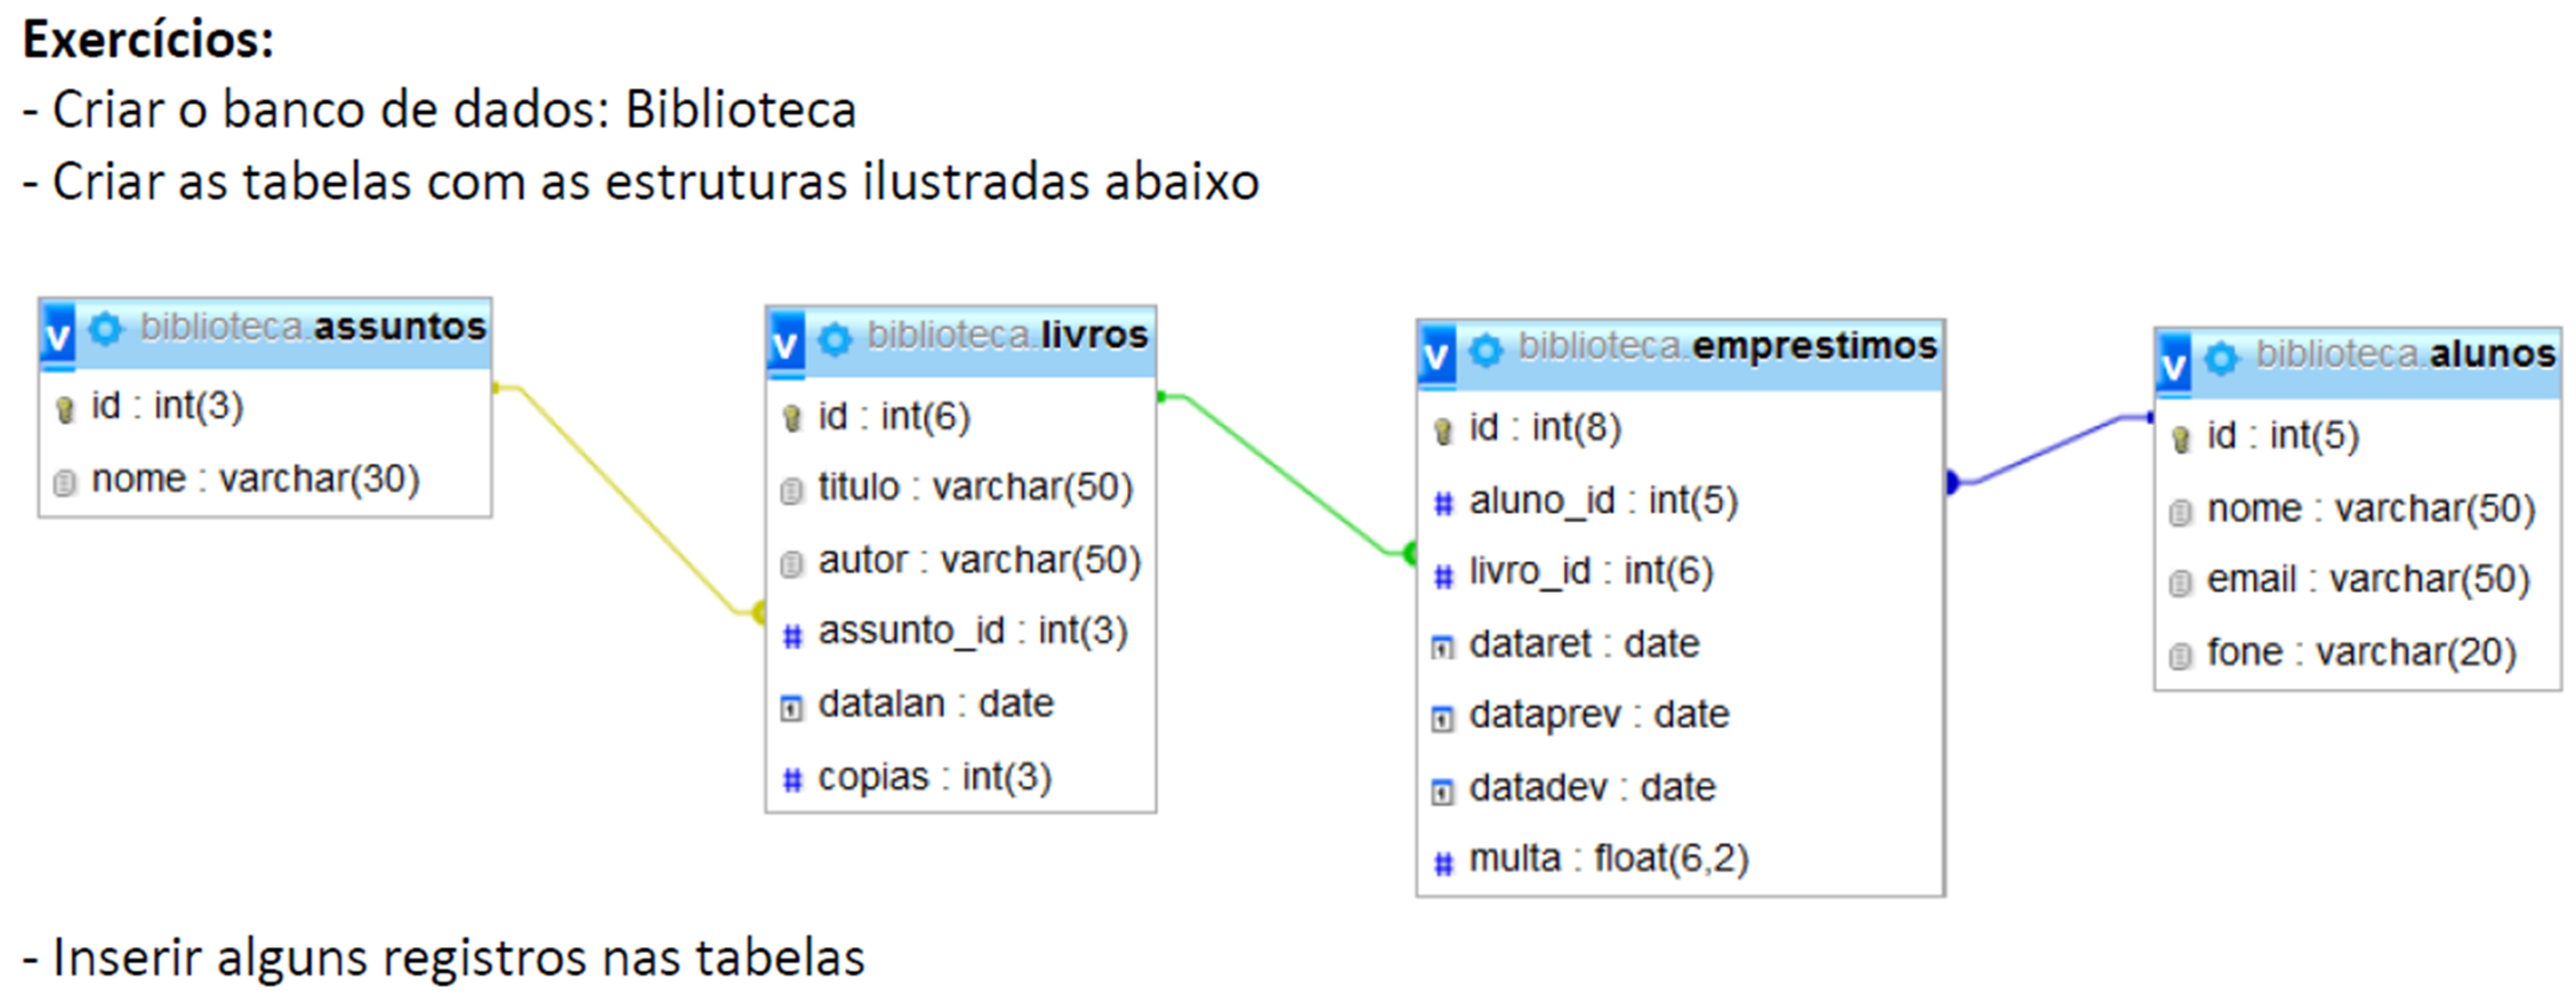 Exercícios:
- Criar o banco de dados: Biblioteca
- Criar as tabelas com as estruturas ilustradas abaixo
v biblioteca.assuntos
id : int(3)
nome : varchar(30)
v biblioteca.livros
id : int(6)
titulo : varchar(50)
autor : varchar(50)
# assunto_id : int(3)
datalan : date
# copias : int(3)
v biblioteca.emprestimos
id : int(8)
# aluno_id : int(5)
# livro_id : int(6)
dataret : date
dataprev : date
datadev : date
# multa : float(6,2)
v biblioteca.alunos
id : int(5)
nome : varchar(50)
email : varchar(50)
fone : varchar(20)
- Inserir alguns registros nas tabelas